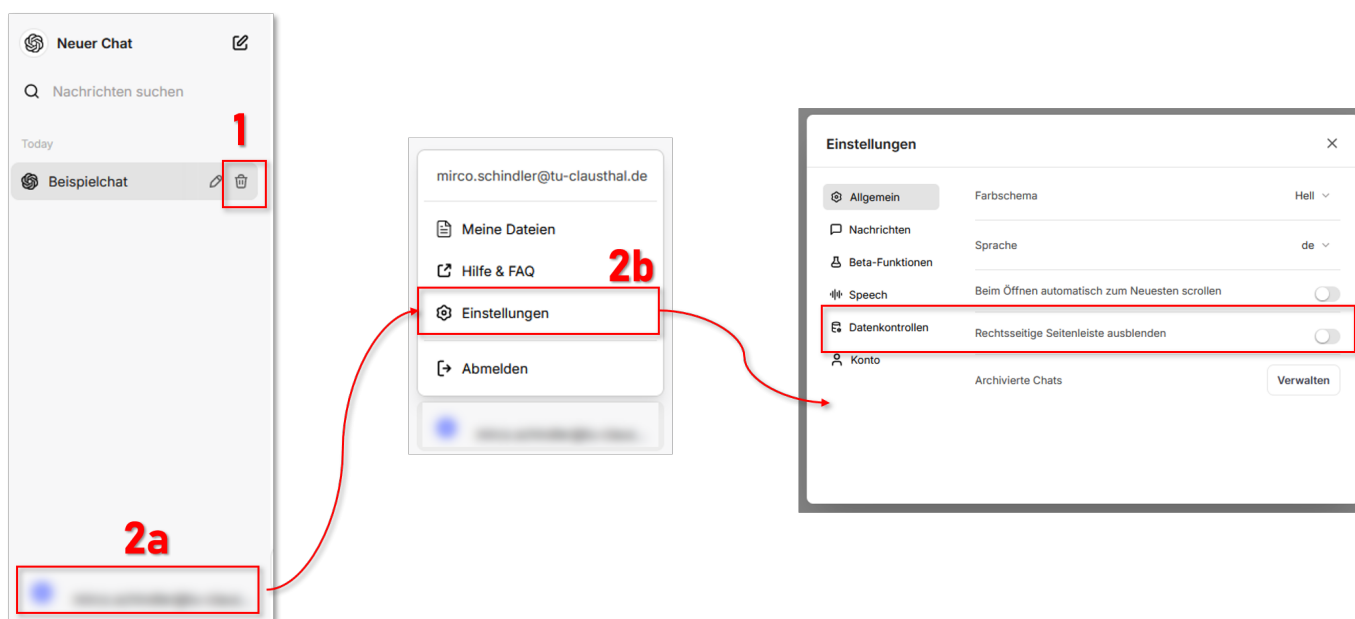 Neuer Chat
Nachrichten suchen
1
Today
Beispielchat
2a
mirco.schindler@tu-clausthal.de
Meine Dateien
Hilfe & FAQ
2b
Einstellungen
Abmelden
Einstellungen
Allgemein
Nachrichten
Beta-Funktionen
Speech
Datenkontrollen
Konto
Farbschema Hell
Sprache de
Beim Öffnen automatisch zum Neuesten scrollen
Rechtsseitige Seitenleiste ausblenden
Archivierte Chats Verwalten